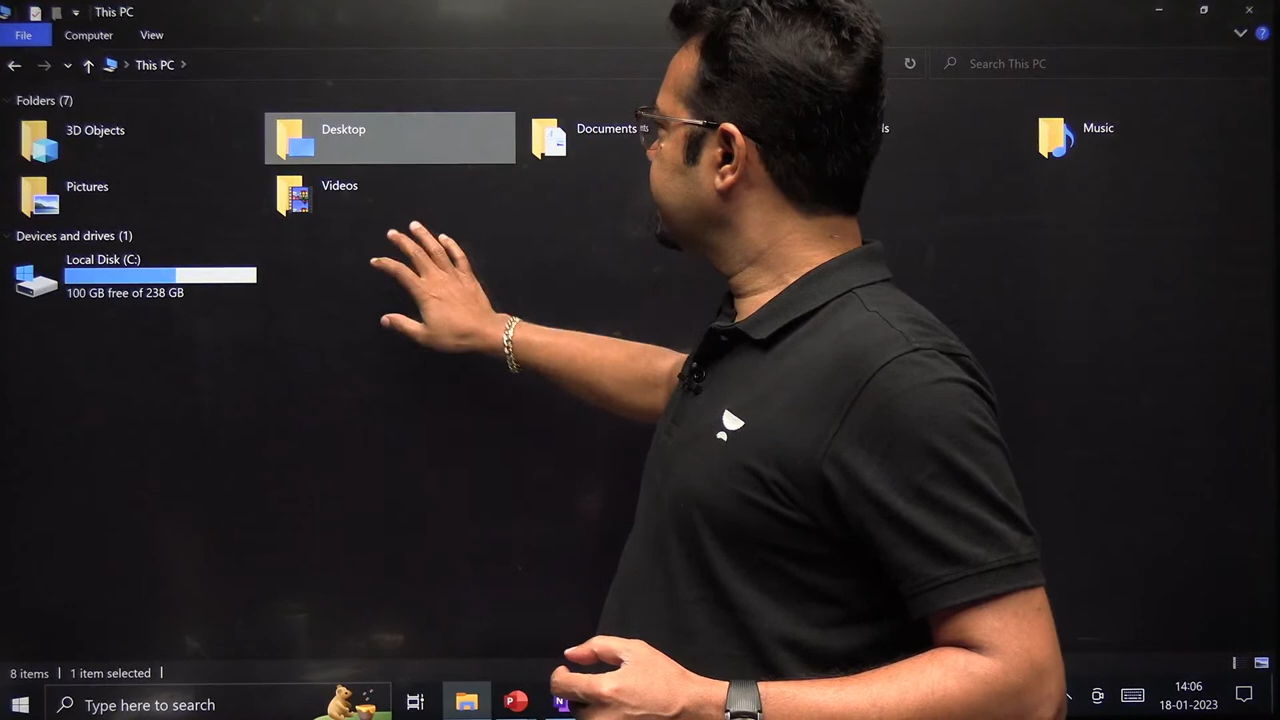 This PC
File Computer View
This PC
Search This PC
Folders (7)
3D Objects
Desktop
Documents
Music
Pictures
Videos
Devices and drives (1)
Local Disk (C:)
100 GB free of 238 GB
8 items 1 item selected
Type here to search
14:06
18-01-2023